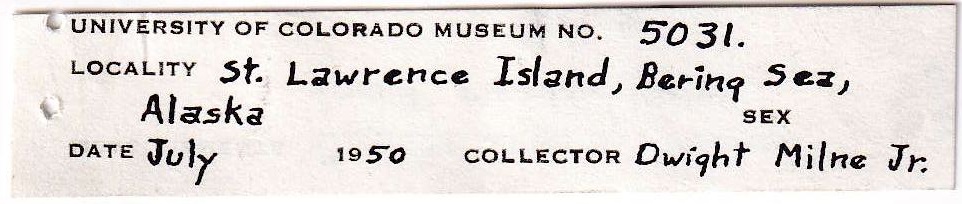 UNIVERSITY OF COLORADO MUSEUM NO. 5031.
LOCALITY St. Lawrence Island, Bering Sea,
Alaska SEX
DATE July 1950 COLLECTOR Dwight Milne Jr.